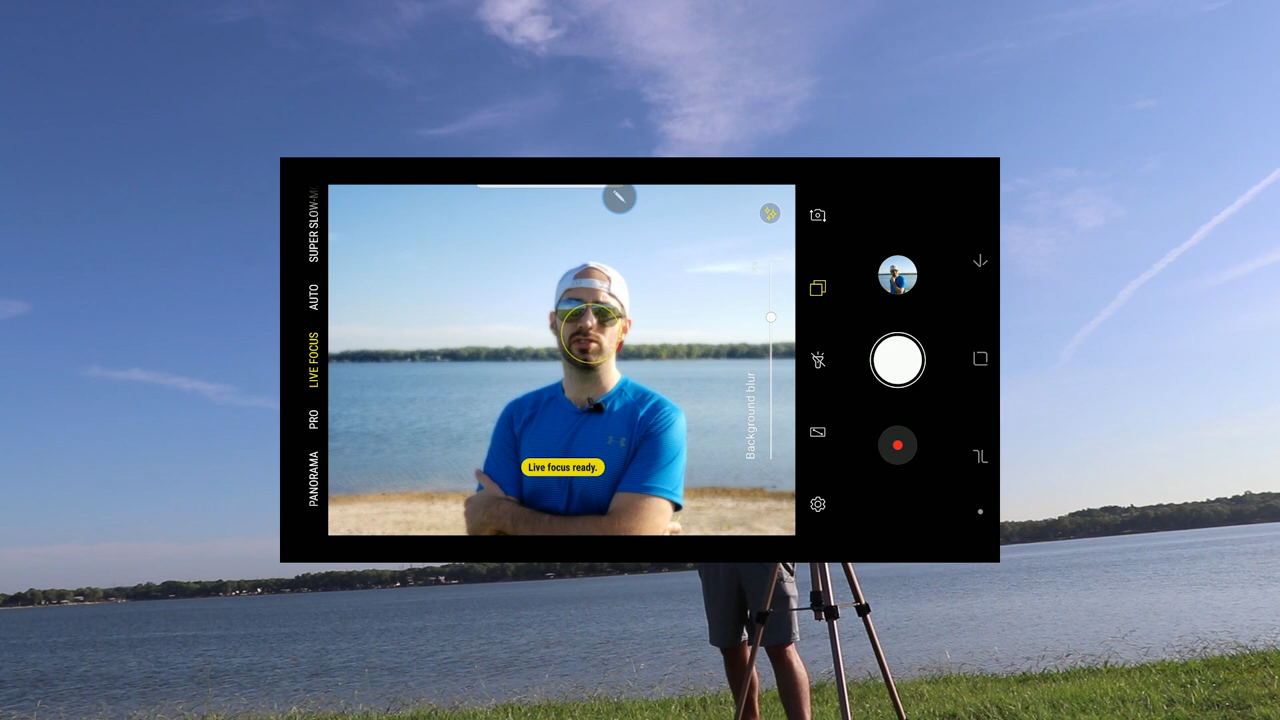 SUPER SLOW-M
AUTO
LIVE FOCUS
PRO
PANORAMA
Background blur
Live focus ready.